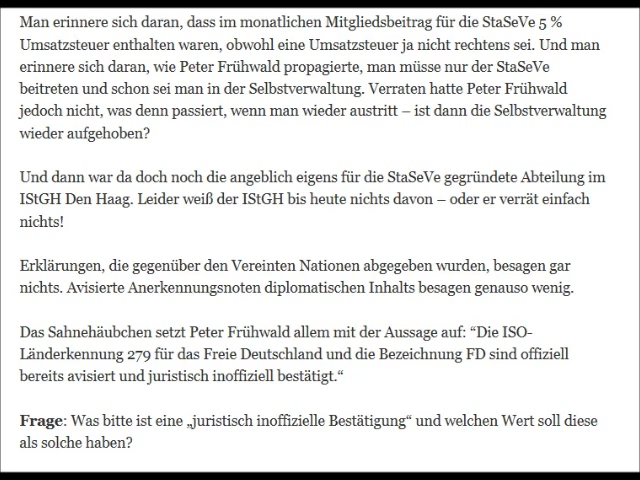 Man erinnere sich daran, dass im monatlichen Mitgliedsbeitrag für die StaSeVe 5 %
Umsatzsteuer enthalten waren, obwohl eine Umsatzsteuer ja nicht rechtens sei. Und man
erinnere sich daran, wie Peter Frühwald propagierte, man müsse nur der StaSeVe
beitreten und schon sei man in der Selbstverwaltung. Verraten hatte Peter Frühwald
jedoch nicht, was denn passiert, wenn man wieder austritt – ist dann die Selbstverwaltung
wieder aufgehoben?
Und dann war da doch noch die angeblich eigens für die StaSeVe gegründete Abteilung im
IStGH Den Haag. Leider weiß der IStGH bis heute nichts davon – oder er verrät einfach
nichts!
Erklärungen, die gegenüber den Vereinten Nationen abgegeben wurden, besagen gar
nichts. Avisierte Anerkennungsnoten diplomatischen Inhalts besagen genauso wenig.
Das Sahnehäubchen setzt Peter Frühwald allem mit der Aussage auf: “Die ISO-
Länderkennung 279 für das Freie Deutschland und die Bezeichnung FD sind offiziell
bereits avisiert und juristisch inoffiziell bestätigt.“
Frage: Was bitte ist eine „juristisch inoffizielle Bestätigung“ und welchen Wert soll diese
als solche haben?